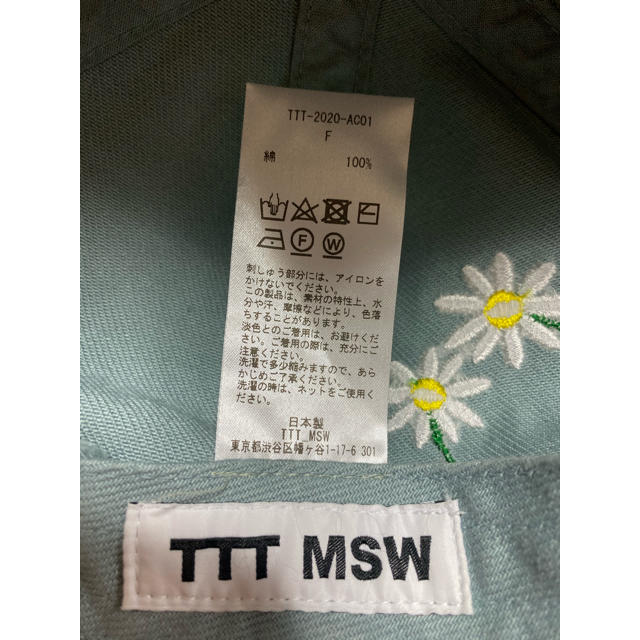 TTT-2020-AC01
F
綿 100%
F W
刺しゅう部分には、アイロンを
かけないでください。
この製品は、素材の特性上、水
分や汗、摩擦などにより、色落
ちすることがあります。
淡色とのご着用は、お避けくだ
さい。ご着用の際は、充分にご
注意ください。
洗濯で多少縮みますので、あら
かじめご了承ください。
洗濯の時は、ネットをご使用く
ださい。
日本製
TTT_MSW
東京都渋谷区幡ヶ谷1-17-6 301
TTT MSW